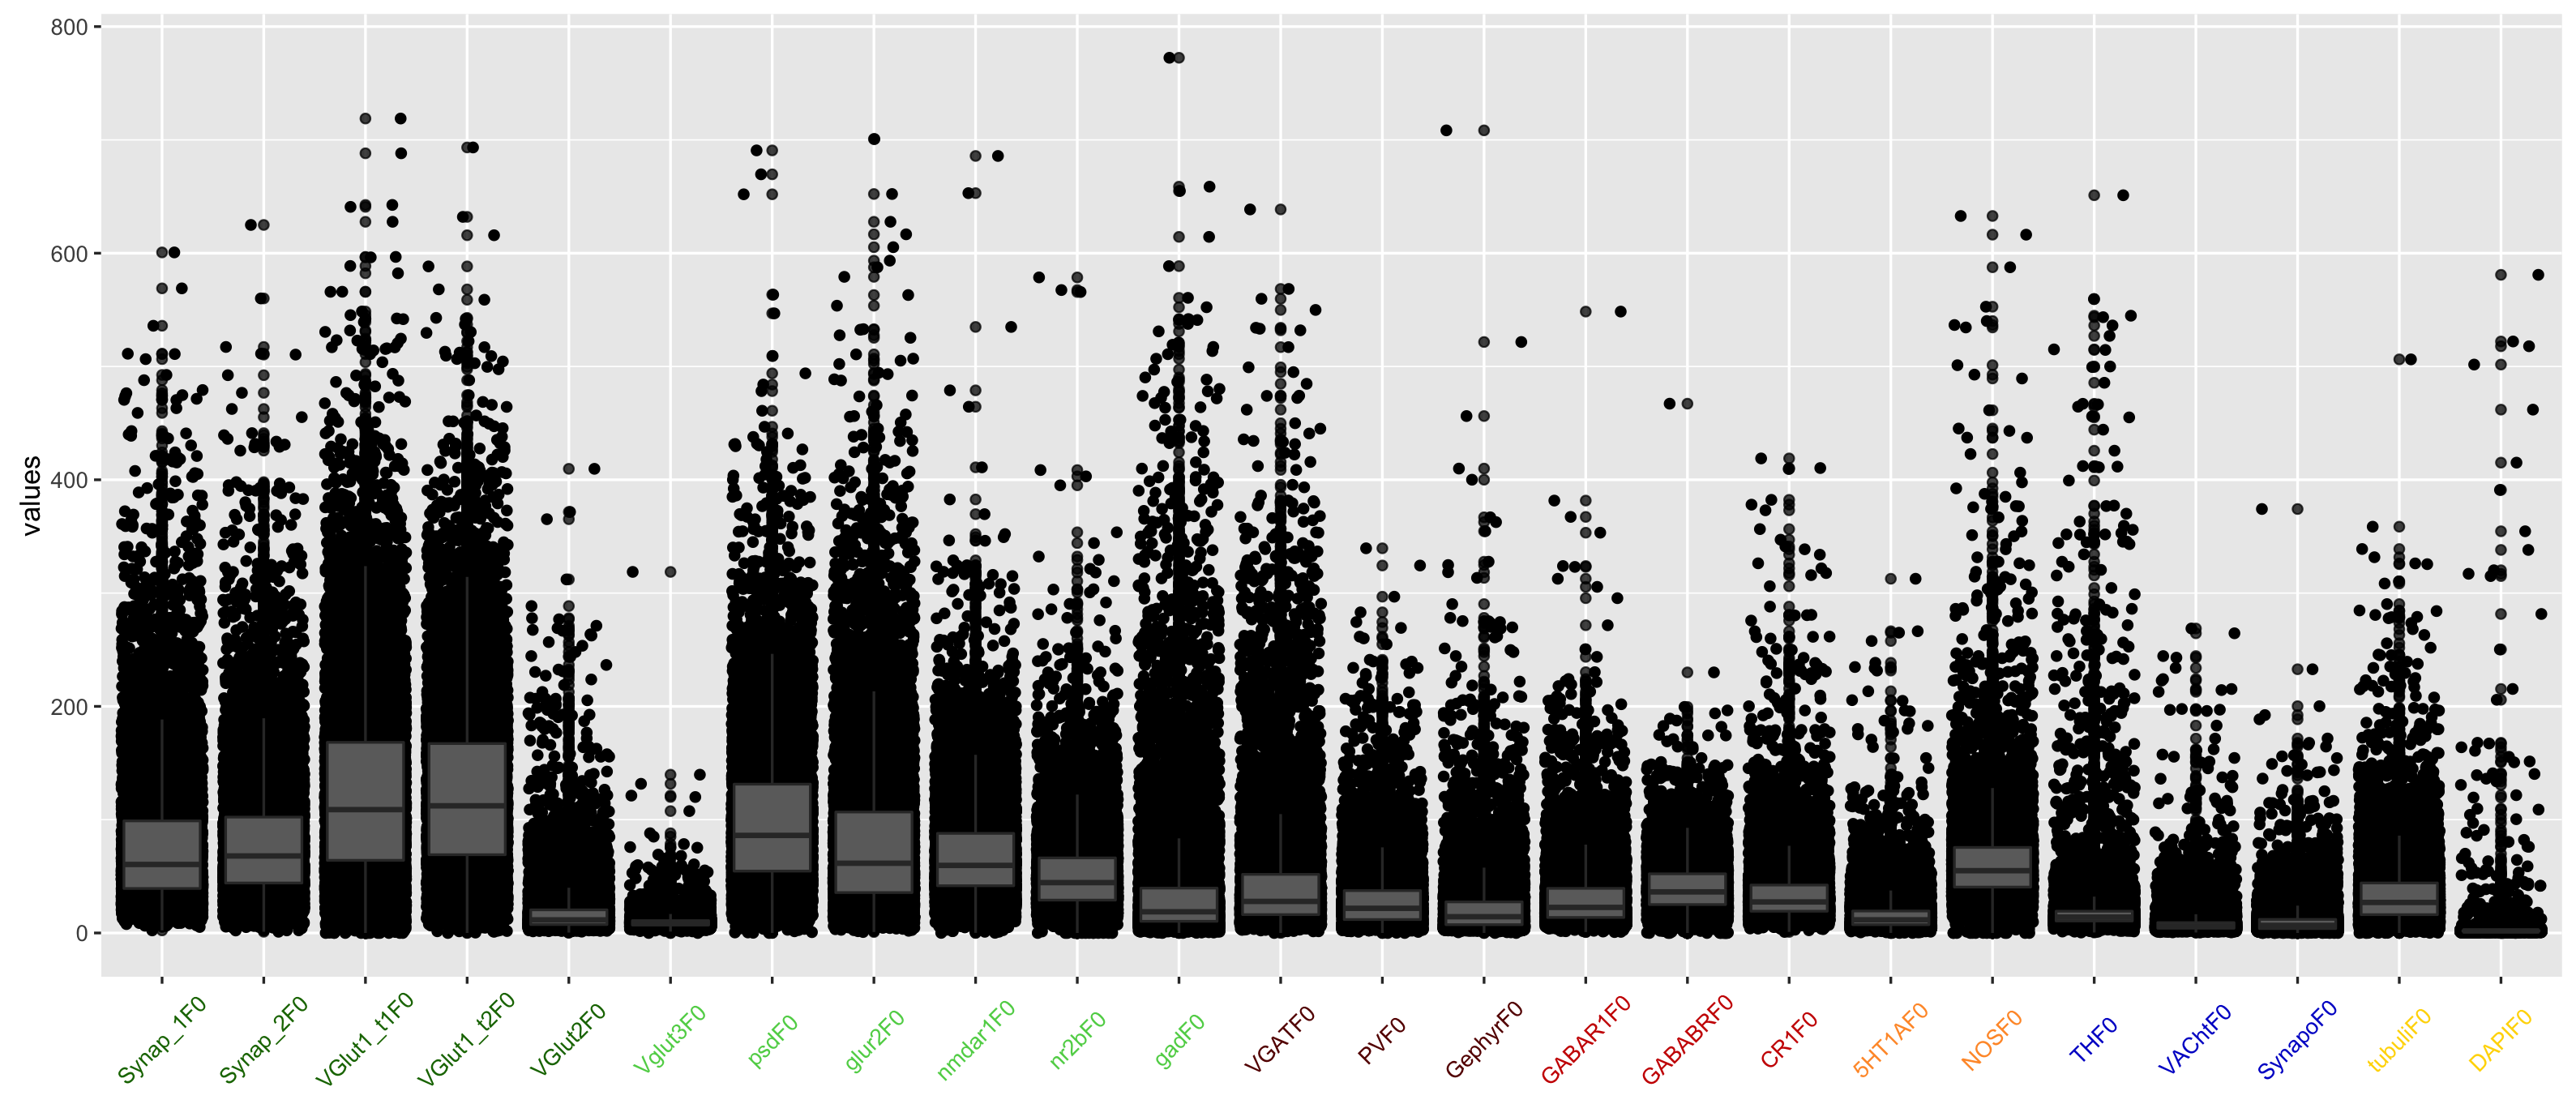 800
600
400
200
0
values
Synap_1F0
Synap_2F0
VGlut1_t1F0
VGlut1_t2F0
VGlut2F0
Vglut3F0
psdF0
glur2F0
nmdar1F0
nr2bF0
gadF0
VGATF0
PVF0
GephyrF0
GABAR1F0
GABABRF0
CR1F0
5HT1AF0
NOSF0
THF0
VAChtF0
SynapoF0
tubuliF0
DAPIF0